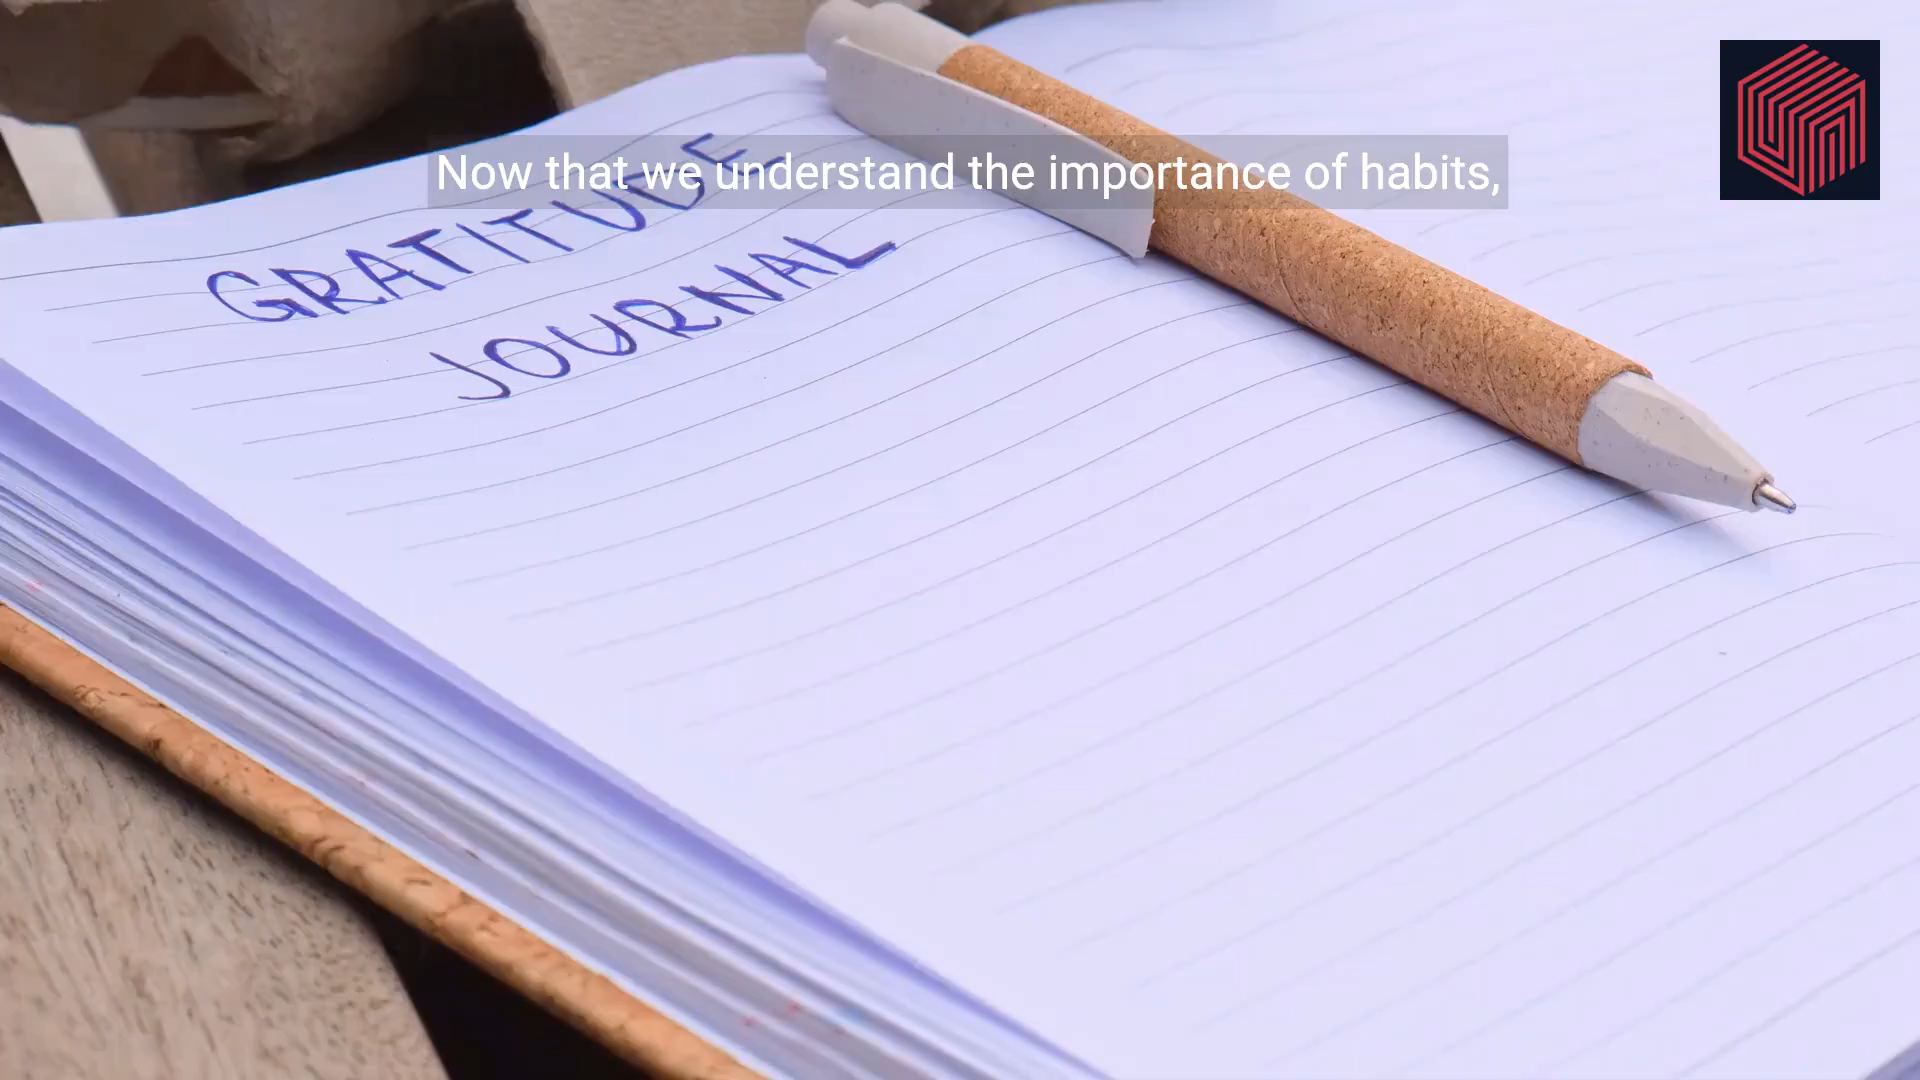 Now that we understand the importance of habits,
GRATITUDE
JOURNAL